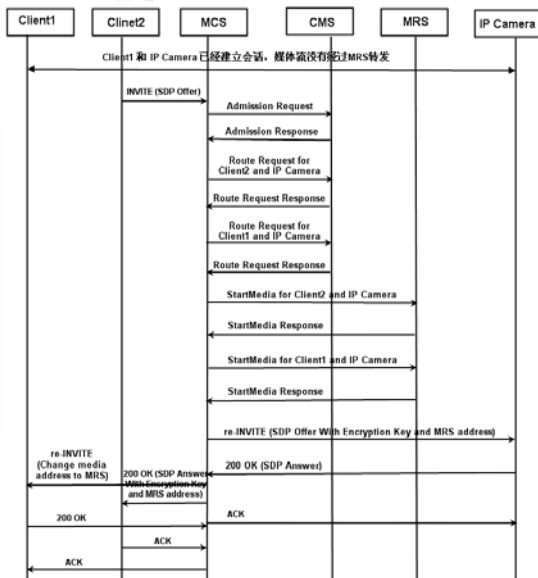 Client1
Clinet2
MCS
CMS
MRS
IP Camera
Client1 和 IP Camera 已经建立会话，媒体流没有经过MRS转发
INVITE (SDP Offer)
Admission Request
Admission Response
Route Request for
Client2 and IP Camera
Route Request Response
Route Request for
Client1 and IP Camera
Route Request Response
StartMedia for Client2 and IP Camera
StartMedia Response
StartMedia for Client1 and IP Camera
StartMedia Response
re-INVITE (SDP Offer With Encryption Key and MRS address)
re-INVITE
(Change media
address to MRS)
200 OK (SDP Answer
With Encryption Key
and MRS address)
200 OK (SDP Answer)
200 OK
ACK
ACK
ACK